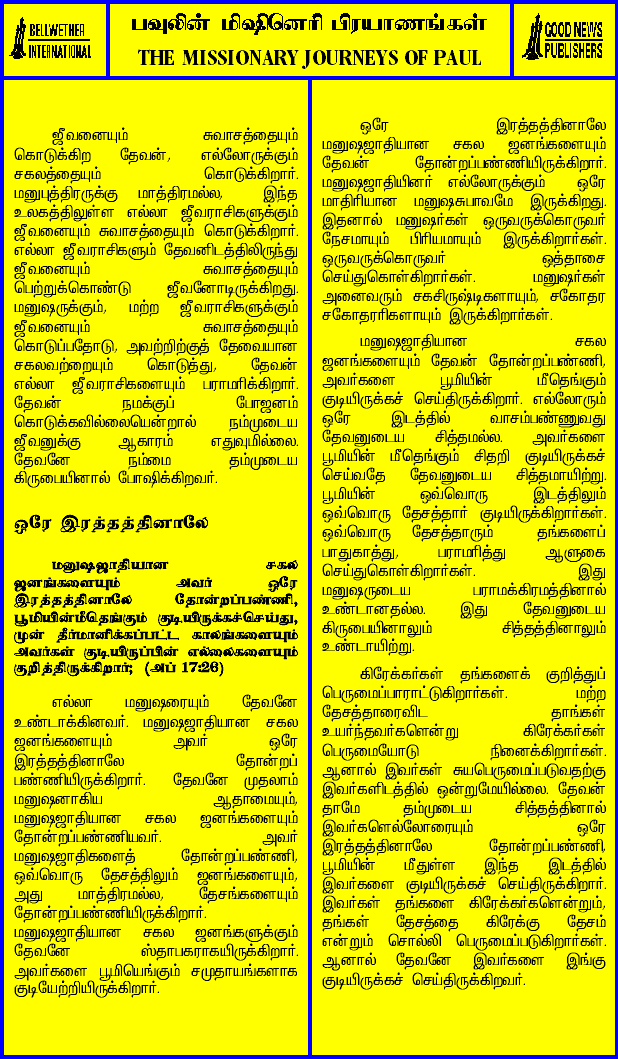 BELLWETHER
INTERNATIONAL
பவுலின் மிஷினெரி பிரயாணங்கள்
THE MISSIONARY JOURNEYS OF PAUL
GOOD NEWS
PUBLISHERS
ஜீவனையும் சுவாசத்தையும்
கொடுக்கிற தேவன், எல்லோருக்கும்
சகலத்தையும் கொடுக்கிறார்.
மனுபுத்திரருக்கு மாத்திரமல்ல, இந்த
உலகத்திலுள்ள எல்லா ஜீவராசிகளுக்கும்
ஜீவனையும் சுவாசத்தையும் கொடுக்கிறார்.
எல்லா ஜீவராசிகளும் தேவனிடத்திலிருந்து
ஜீவனையும் சுவாசத்தையும்
பெற்றுக்கொண்டு ஜீவனோடிருக்கிறது.
மனுஷருக்கும், மற்ற ஜீவராசிகளுக்கும்
ஜீவனையும் சுவாசத்தையும்
கொடுப்பதோடு, அவற்றிற்குத் தேவையான
சகலவற்றையும் கொடுத்து, தேவன்
எல்லா ஜீவராசிகளையும் பராமரிக்கிறார்.
தேவன் நமக்குப் போஜனம்
கொடுக்கவில்லையென்றால் நம்முடைய
ஜீவனுக்கு ஆகாரம் எதுவுமில்லை.
தேவனே நம்மை தம்முடைய
கிருபையினால் போஷிக்கிறவர்.
ஒரே இரத்தத்தினாலே
மனுஷஜாதியான சகல
ஜனங்களையும் அவர் ஒரே
இரத்தத்தினாலே தோன்றப்பண்ணி,
பூமியின்மீதெங்கும் குடியிருக்கச்செய்து,
முன் தீர்மானிக்கப்பட்ட காலங்களையும்
அவர்கள் குடியிருப்பின் எல்லைகளையும்
குறித்திருக்கிறார்; (அப் 17:26)
எல்லா மனுஷரையும் தேவனே
உண்டாக்கினவர். மனுஷஜாதியான சகல
ஜனங்களையும் அவர் ஒரே
இரத்தத்தினாலே தோன்றப்
பண்ணியிருக்கிறார். தேவனே முதலாம்
மனுஷனாகிய ஆதாமையும்,
மனுஷஜாதியான சகல ஜனங்களையும்
தோன்றப்பண்ணியவர். அவர்
மனுஷஜாதிகளைத் தோன்றப்பண்ணி,
ஒவ்வொரு தேசத்திலும் ஜனங்களையும்,
அது மாத்திரமல்ல, தேசங்களையும்
தோன்றப்பண்ணியிருக்கிறார்.
மனுஷஜாதியான சகல ஜனங்களுக்கும்
தேவனே ஸ்தாபகராகயிருக்கிறார்.
அவர்களை பூமியெங்கும் சமுதாயங்களாக
குடியேற்றியிருக்கிறார்.
ஒரே இரத்தத்தினாலே
மனுஷஜாதியான சகல ஜனங்களையும்
தேவன் தோன்றப்பண்ணியிருக்கிறார்.
மனுஷஜாதியினர் எல்லோருக்கும் ஒரே
மாதிரியான மனுஷசுபாவமே இருக்கிறது.
இதனால் மனுஷர்கள் ஒருவருக்கொருவர்
நேசமாயும் பிரியமாயும் இருக்கிறார்கள்.
ஒருவருக்கொருவர் ஒத்தாசை
செய்துகொள்கிறார்கள். மனுஷர்கள்
அனைவரும் சகசிருஷ்டிகளாயும், சகோதர
சகோதரரிகளாயும் இருக்கிறார்கள்.
மனுஷஜாதியான சகல
ஜனங்களையும் தேவன் தோன்றப்பண்ணி,
அவர்களை பூமியின் மீதெங்கும்
குடியிருக்கச் செய்திருக்கிறார். எல்லோரும்
ஒரே இடத்தில் வாசம்பண்ணுவது
தேவனுடைய சித்தமல்ல. அவர்களை
பூமியின் மீதெங்கும் சிதறி குடியிருக்கச்
செய்வதே தேவனுடைய சித்தமாயிற்று.
பூமியின் ஒவ்வொரு இடத்திலும்
ஒவ்வொரு தேசத்தார் குடியிருக்கிறார்கள்.
ஒவ்வொரு தேசத்தாரும் தங்களைப்
பாதுகாத்து, பராமரித்து ஆளுகை
செய்துகொள்கிறார்கள். இது
மனுஷருடைய பராமக்கிரமத்தினால்
உண்டானதல்ல. இது தேவனுடைய
கிருபையினாலும் சித்தத்தினாலும்
உண்டாயிற்று.
கிரேக்கர்கள் தங்களைக் குறித்துப்
பெருமைப்பாராட்டுகிறார்கள். மற்ற
தேசத்தாரைவிட தாங்கள்
உயர்ந்தவர்களென்று கிரேக்கர்கள்
பெருமையோடு நினைக்கிறார்கள்.
ஆனால் இவர்கள் சுயபெருமைப்படுவதற்கு
இவர்களிடத்தில் ஒன்றுமேயில்லை. தேவன்
தாமே தம்முடைய சித்தத்தினால்
இவர்களெல்லோரையும் ஒரே
இரத்தத்தினாலே தோன்றப்பண்ணி,
பூமியின் மீதுள்ள இந்த இடத்தில்
இவர்களை குடியிருக்கச் செய்திருக்கிறார்.
இவர்கள் தங்களை கிரேக்கர்களென்றும்,
தங்கள் தேசத்தை கிரேக்கு தேசம்
என்றும் சொல்லி பெருமைப்படுகிறார்கள்.
ஆனால் தேவனே இவர்களை இங்கு
குடியிருக்கச் செய்திருக்கிறவர்.